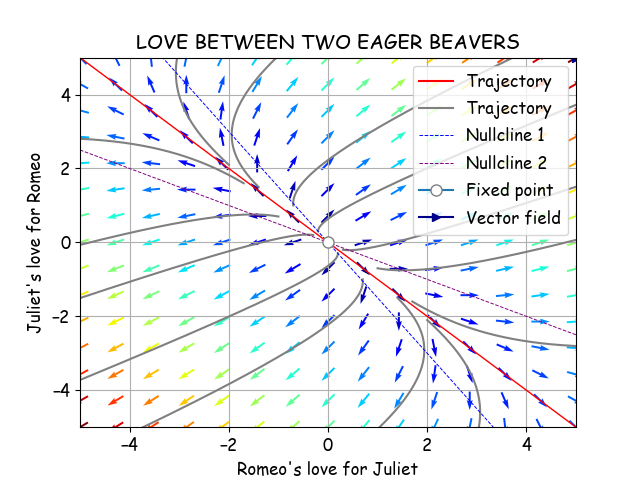 LOVE BETWEEN TWO EAGER BEAVERS
Trajectory
Trajectory
Nullcline 1
Nullcline 2
Fixed point
Vector field
Juliet's love for Romeo
4
2
0
−2
−4
−4 −2 0 2 4
Romeo's love for Juliet